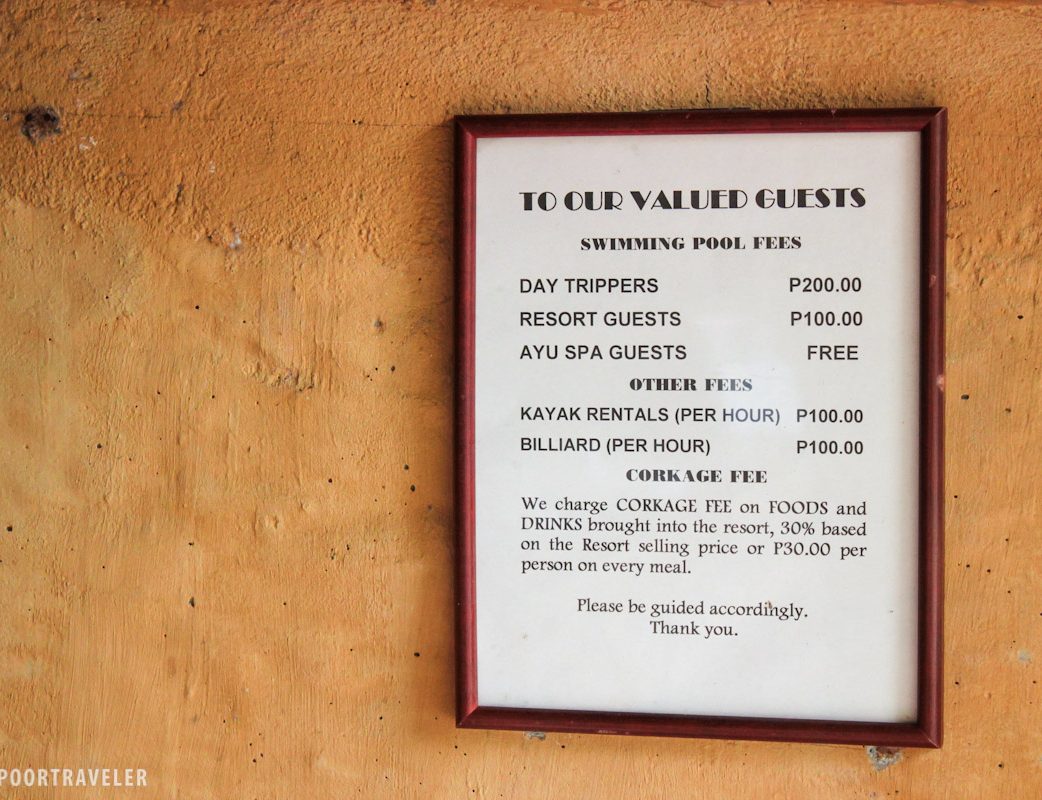 TO OUR VALUED GUESTS
SWIMMING POOL FEES
DAY TRIPPERS P200.00
RESORT GUESTS P100.00
AYU SPA GUESTS FREE
OTHER FEES
KAYAK RENTALS (PER HOUR) P100.00
BILLIARD (PER HOUR) P100.00
CORKAGE FEE
We charge CORKAGE FEE on FOODS and
DRINKS brought into the resort, 30% based
on the Resort selling price or P30.00 per
person on every meal.
Please be guided accordingly.
Thank you.
POORTRAVELER